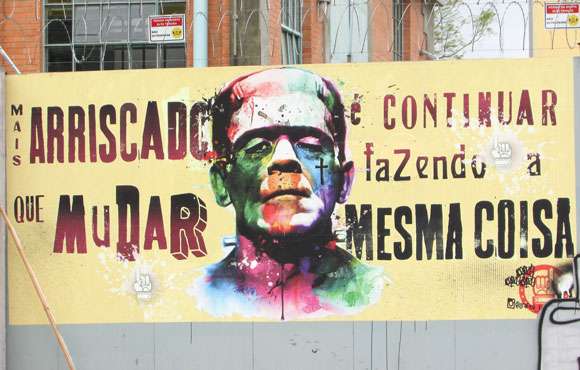 MAIS ARRISCADO
QUE MuDAR
é CONTINUAR
fazendo a
MESMA COISA